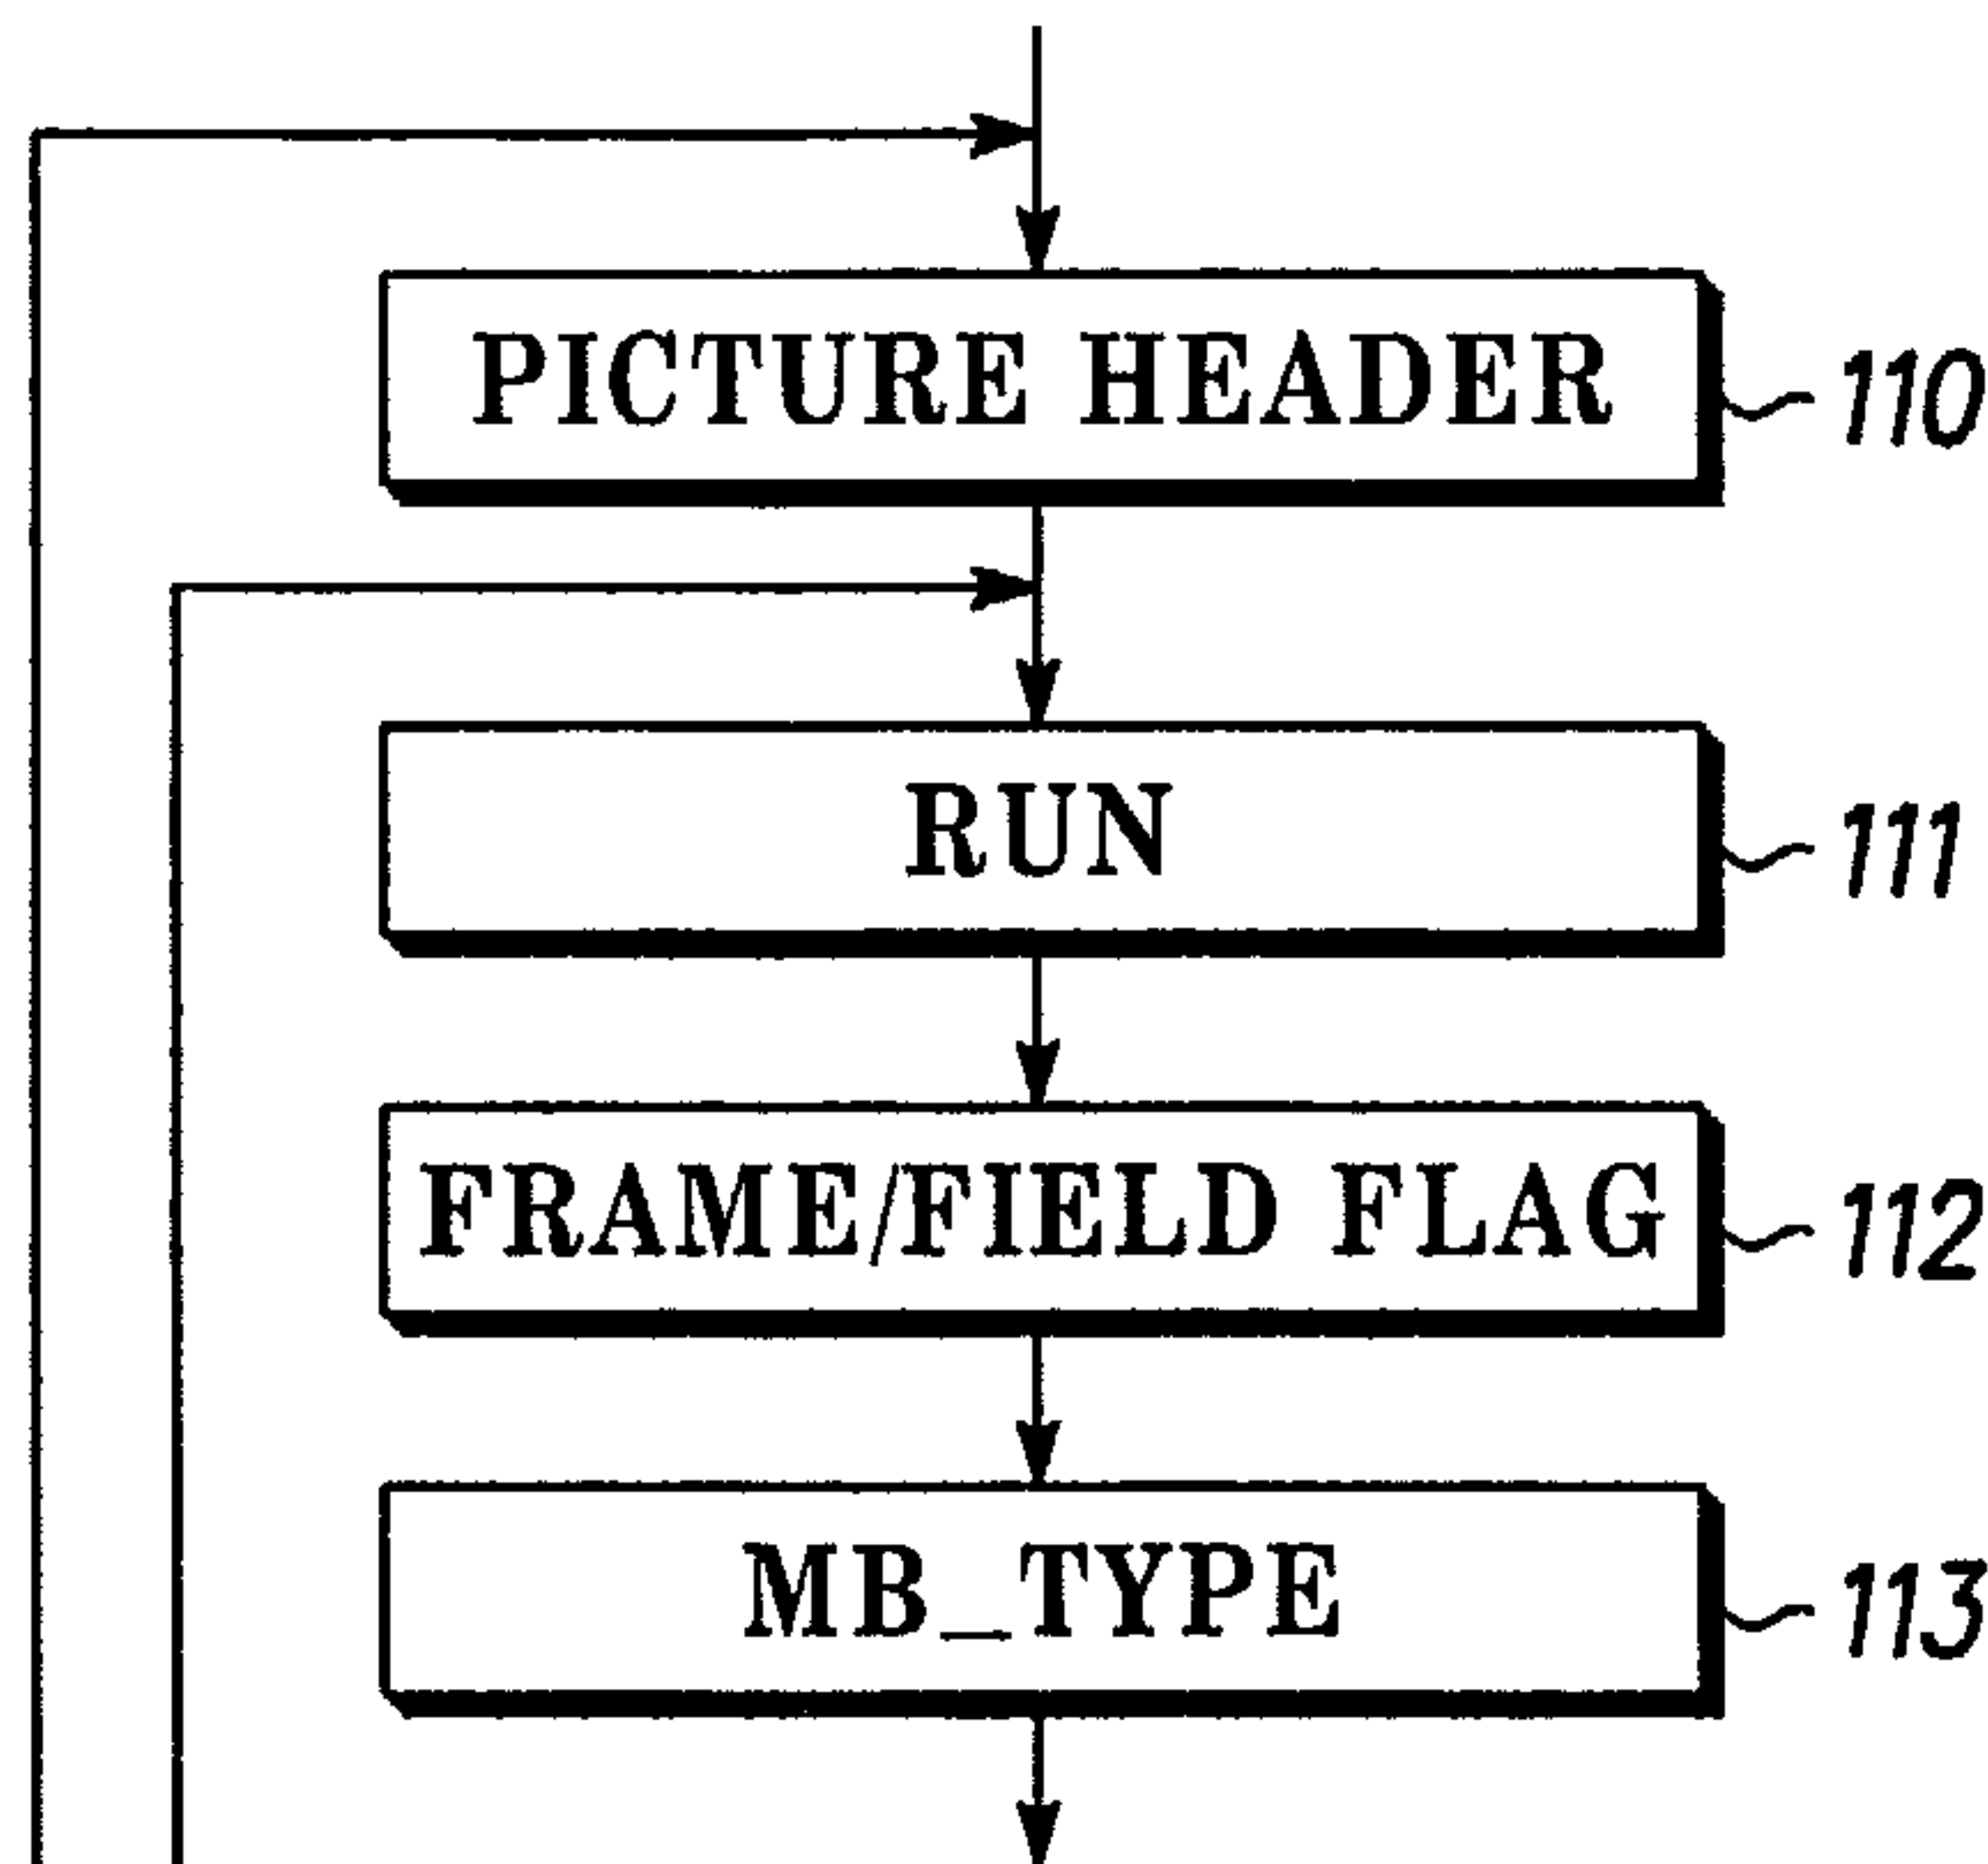 PICTURE HEADER
110
RUN
111
FRAME/FIELD FLAG
112
MB_TYPE
113